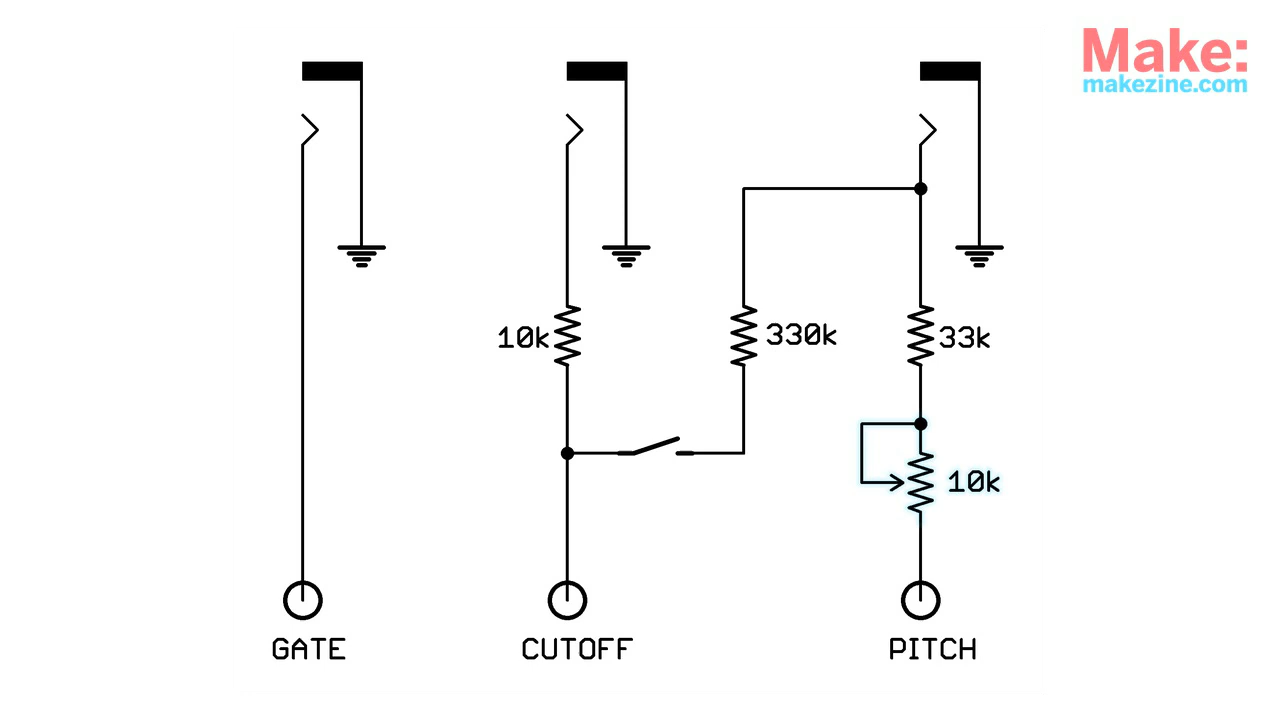 Make:
makezine.com
10k
330k
33k
10k
GATE
CUTOFF
PITCH